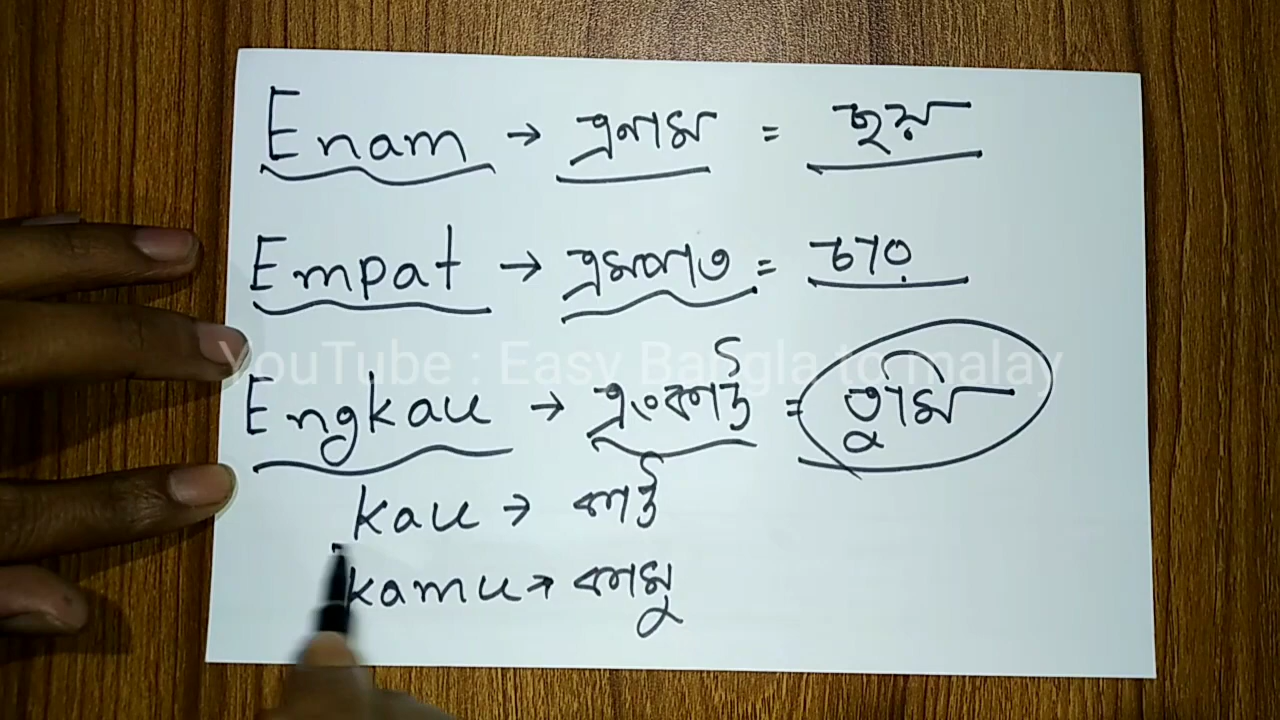 Enam → এনাম = ছয়
Empat → এমপাত = চার
YouTube : Easy Bangla to malay
Engkau → এংকাউ = তুমি
kau → কাউ
kamu → কামু